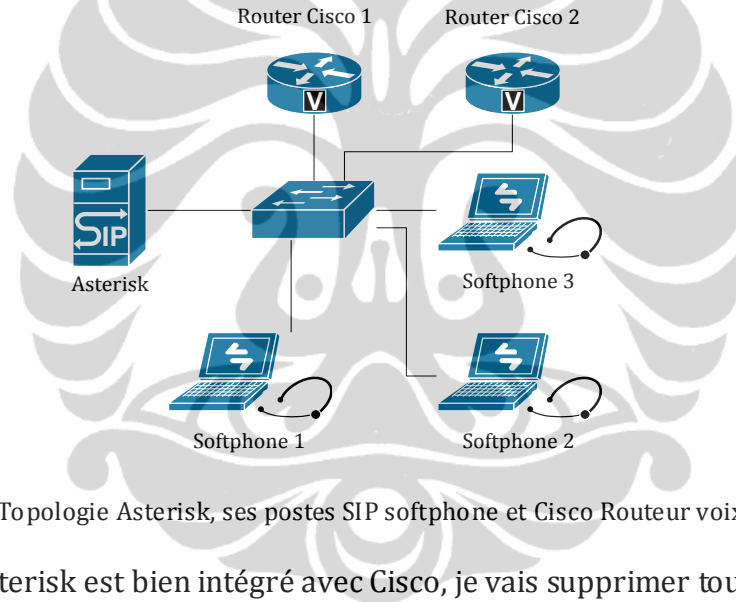 Router Cisco 1
Router Cisco 2
V
V
SIP
Asterisk
Softphone 3
Softphone 1
Softphone 2
Topologie Asterisk, ses postes SIP softphone et Cisco Routeur voix
terisk est bien intégré avec Cisco, je vais supprimer tou